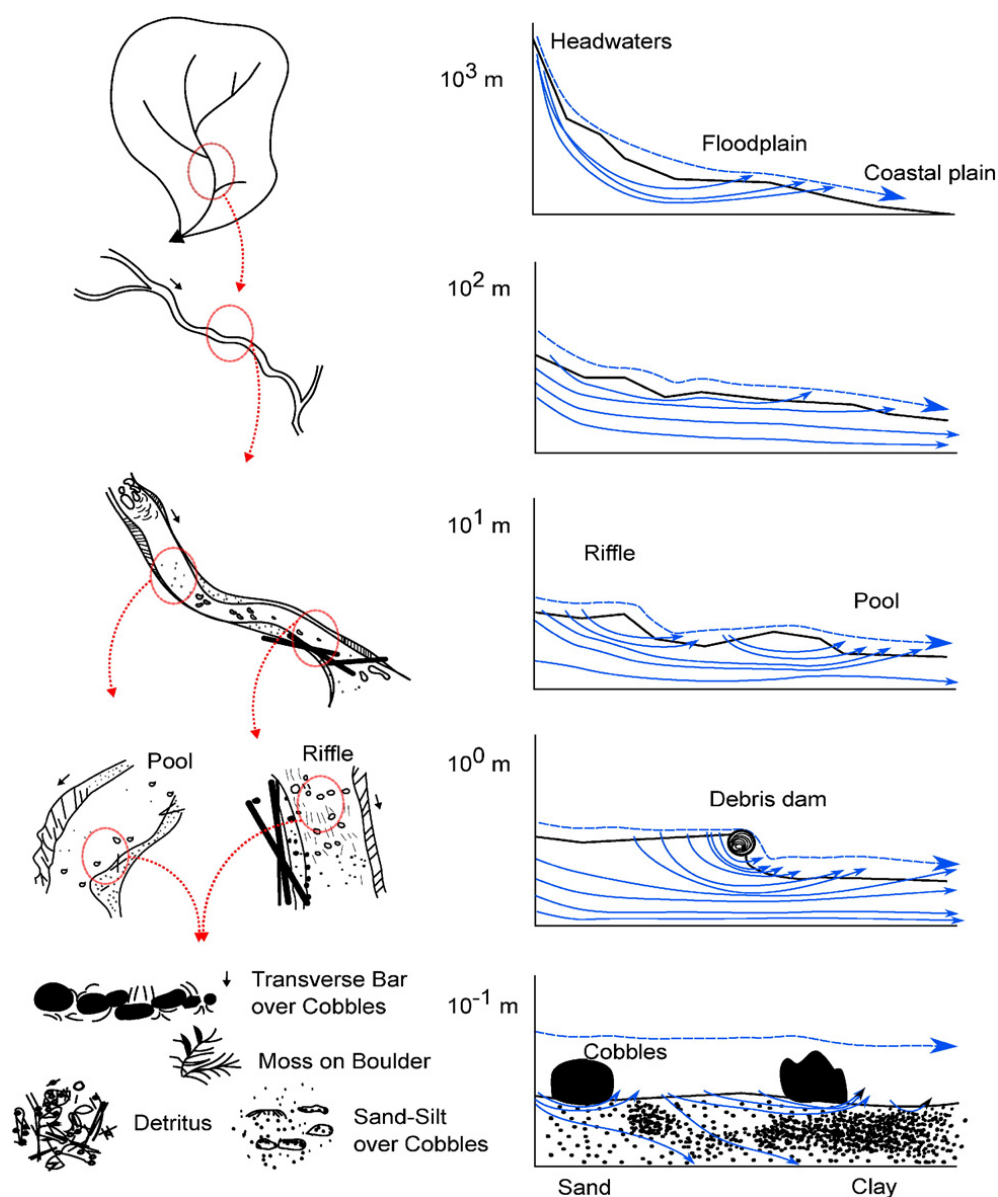 10³ m
Headwaters
Floodplain
Coastal plain
10² m
10¹ m
Riffle
Pool
Pool
Riffle
10⁰ m
Debris dam
Transverse Bar
over Cobbles
Moss on Boulder
Detritus
Sand-Silt
over Cobbles
10⁻¹ m
Cobbles
Sand
Clay